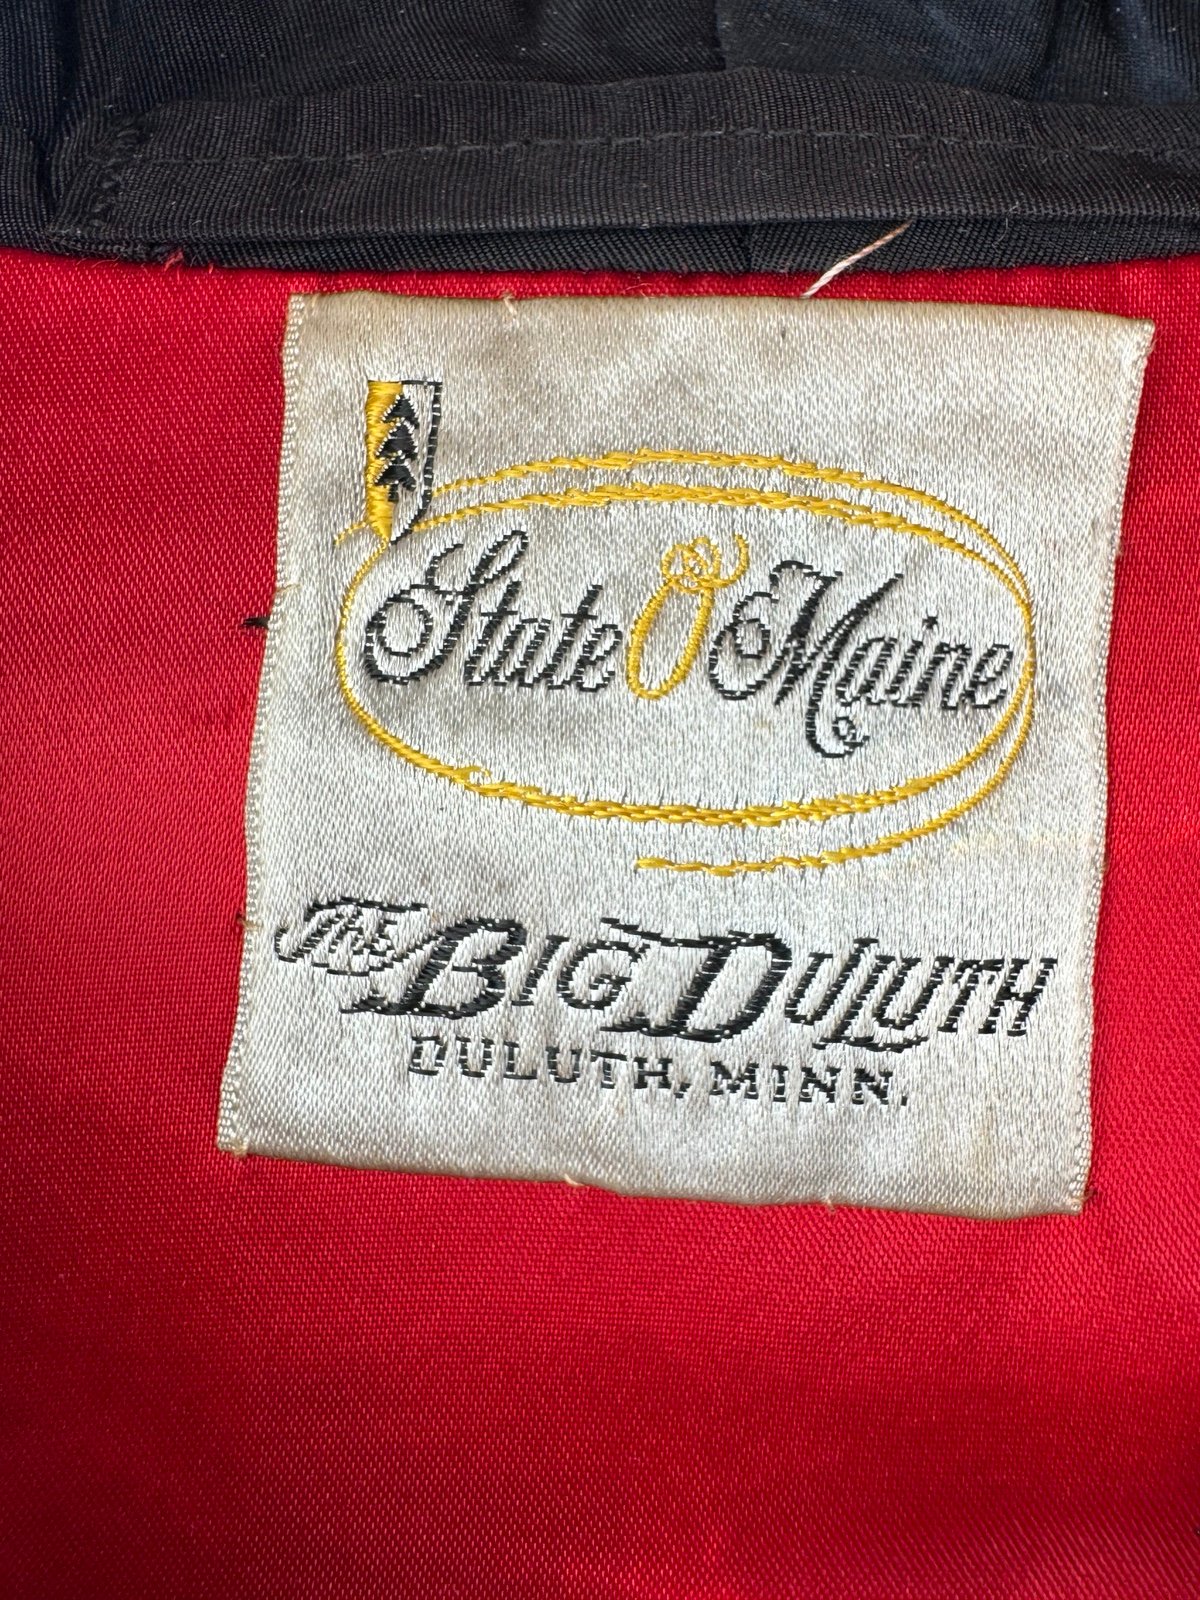 State O' Maine
The BIG DULUTH
DULUTH, MINN.